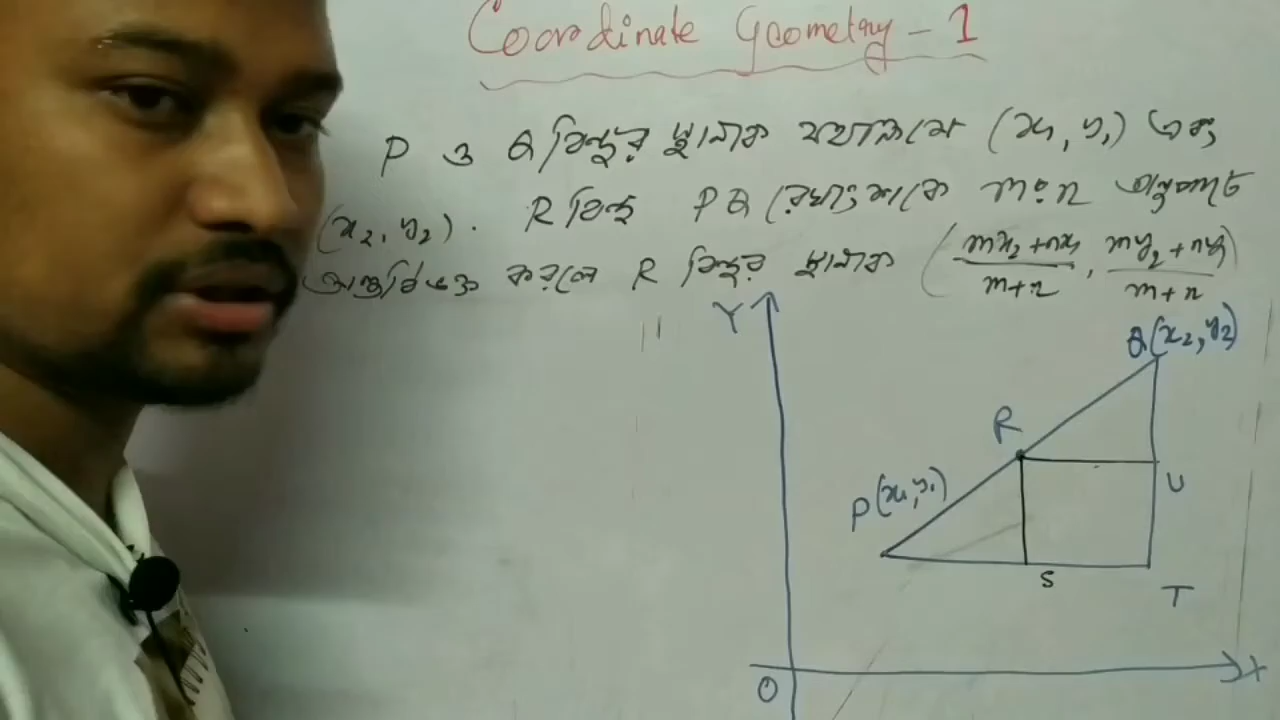 Coordinate Geometry - 1
P ও Q বিন্দুর স্থানাঙ্ক যথাক্রমে (x₁, y₁) এবং
(x₂, y₂). R বিন্দু PQ রেখাংশকে m:n অনুপাতে
অন্তর্বিভক্ত করলে R বিন্দুর স্থানাঙ্ক ((mx₂+nx₁)/(m+n), (my₂+ny₁)/(m+n))
Y
Q(x₂, y₂)
R
P(x₁, y₁)
U
S
T
O
X